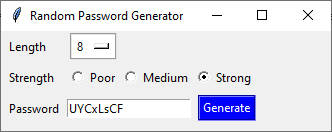 Random Password Generator
Length 8
Strength Poor Medium Strong
Password UYCxLsCF Generate